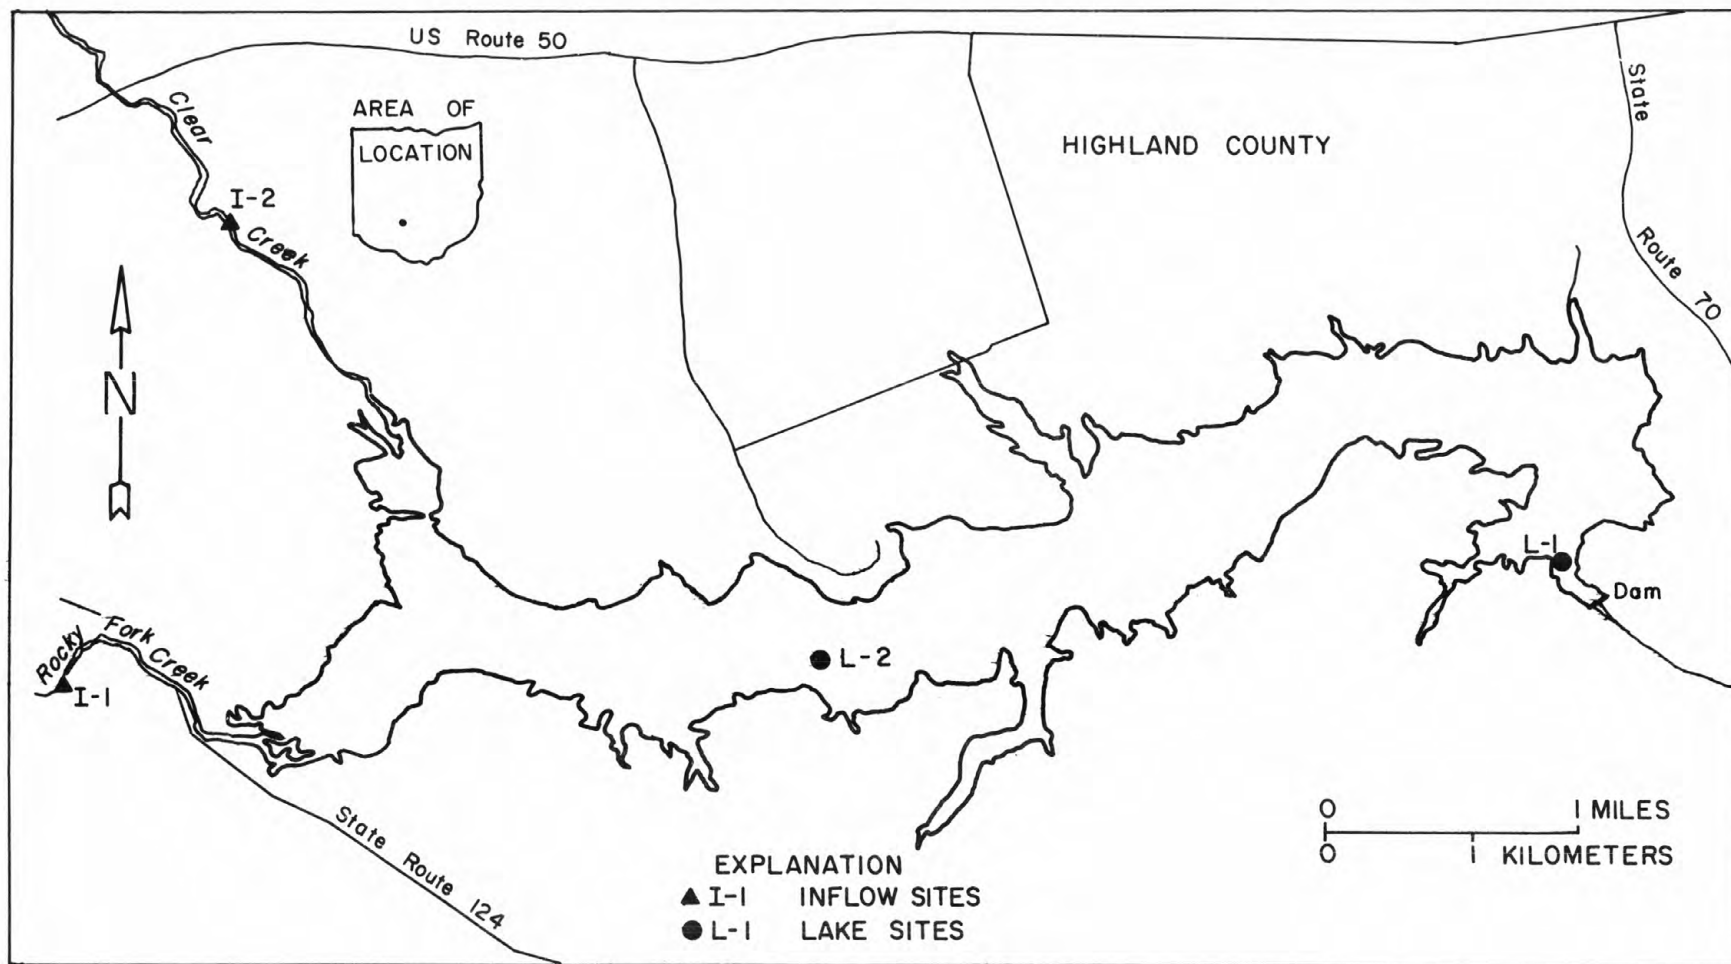 US Route 50
Clear
Creek
AREA OF
LOCATION
HIGHLAND COUNTY
State
Route 70
I-2
N
L-1
Dam
Rocky Fork Creek
I-1
L-2
State Route 124
0 1 MILES
0 1 KILOMETERS
EXPLANATION
I-1 INFLOW SITES
L-1 LAKE SITES